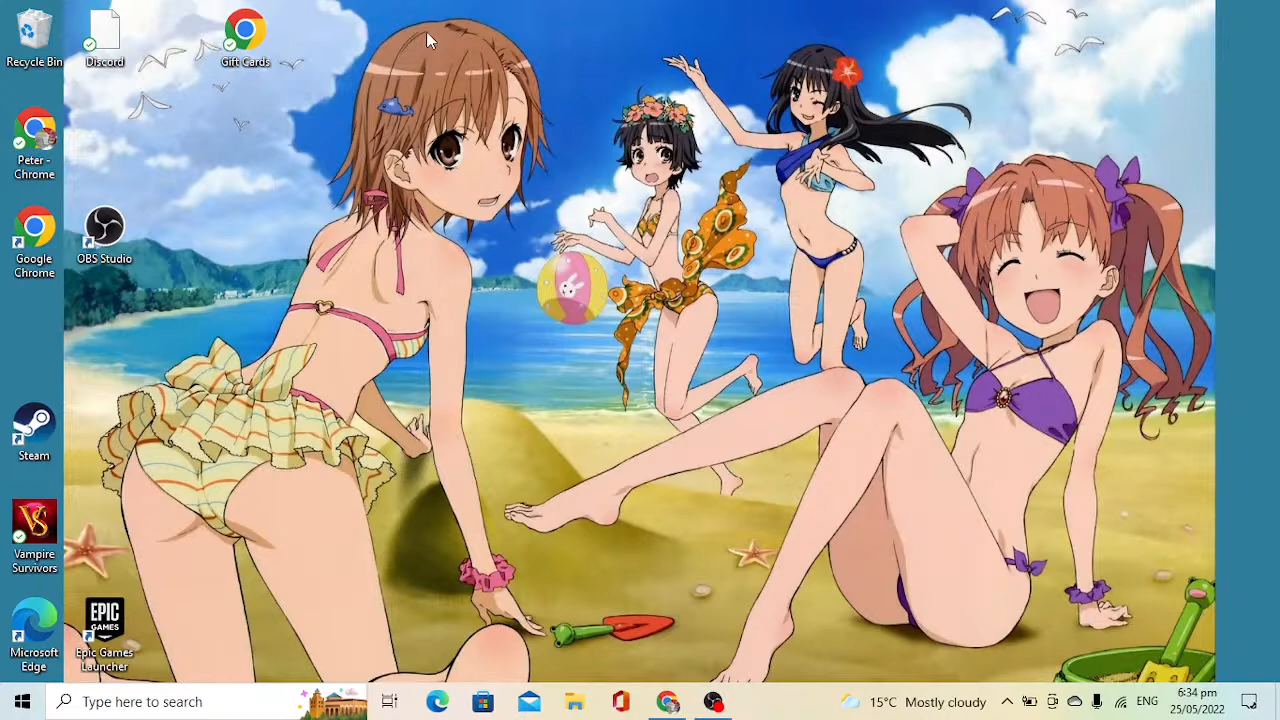 Recycle Bin
Discord
Gift Cards
Peter -
Chrome
Google
Chrome
OBS Studio
Steam
VS
Vampire
Survivors
EPIC
GAMES
Microsoft
Edge
Epic Games
Launcher
Type here to search
15°C Mostly cloudy
ENG
6:34 pm
25/05/2022